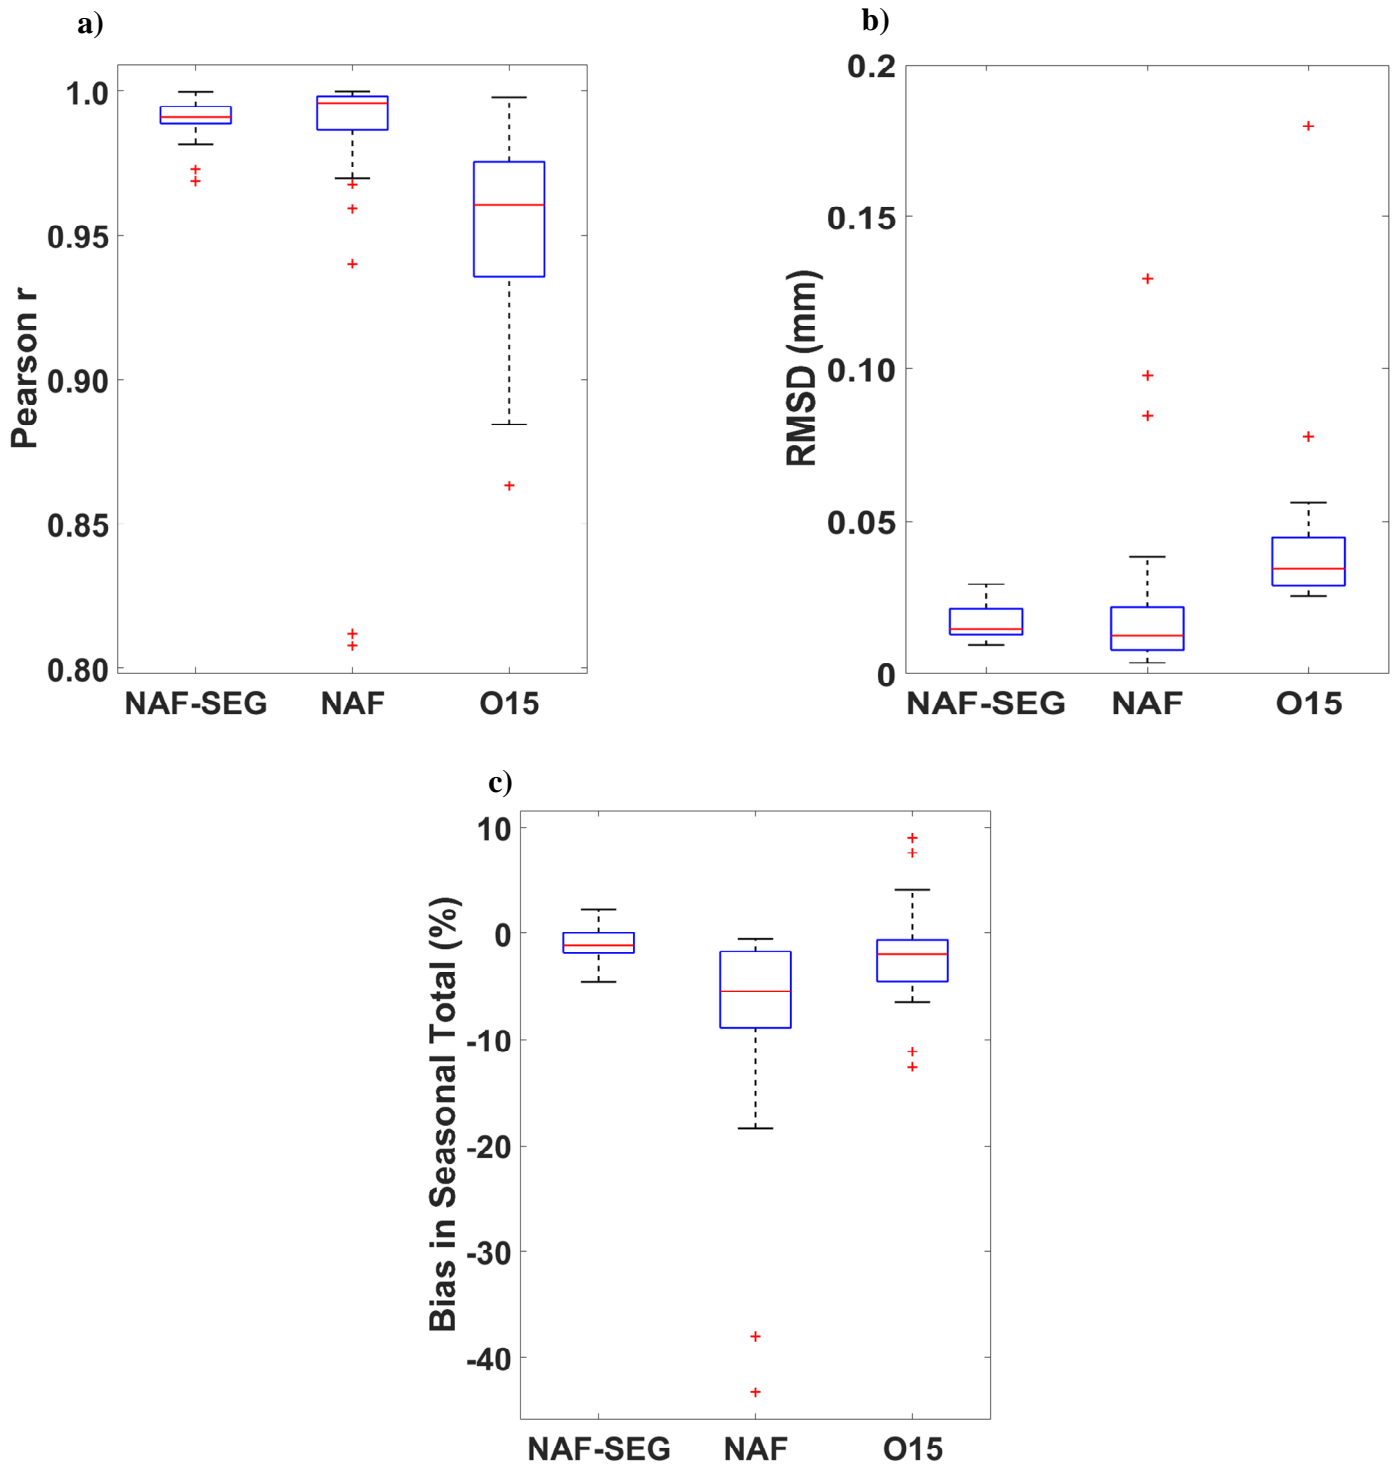 a)
1.0
0.95
0.90
0.85
0.80
Pearson r
NAF-SEG NAF O15
b)
0.2
0.15
0.10
0.05
0
RMSD (mm)
NAF-SEG NAF O15
c)
10
0
-10
-20
-30
-40
Bias in Seasonal Total (%)
NAF-SEG NAF O15